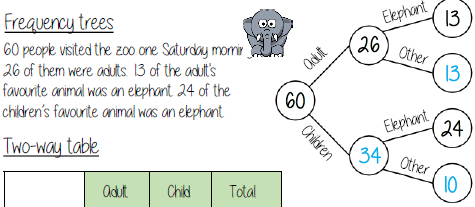 Frequency trees
60 people visited the zoo one Saturday
26 of them were adults. 13 of the adult's
favourite animal was an elephant. 24 of the
children's favourite animal was an elephant.
Two-way table
Adult Child Total
60
Adult
Children
26
34
Elephant
Other
Elephant
Other
13
13
24
10